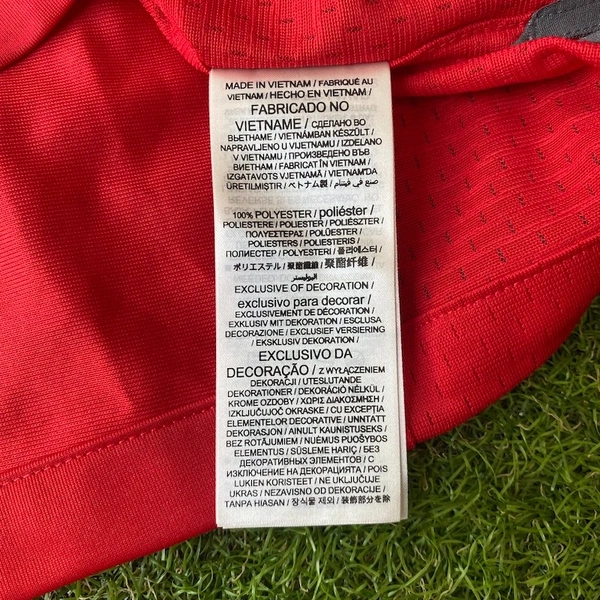 MADE IN VIETNAM / FABRIQUÉ AU
VIETNAM / HECHO EN VIETNAM /
FABRICADO NO
VIETNAME / СДЕЛАНО ВО
ВЬЕТНАМЕ / VIETNÁMBAN KÉSZÜLT /
NAPRAVLJENO U VIJETNAMU / IZDELANO
V VIETNAMU / ПРОИЗВЕДЕНО ВЪВ
ВИЕТНАМ / FABRICAT ÎN VIETNAM /
IZGATAVOTS VJETNAMĀ / VIETNAM'DA
ÜRETILMIŞTIR / ベトナム製 / صنع في فيتنام
100% POLYESTER / poliéster /
POLIESTERE / POLIESTER / POLIÉSZTER /
ΠΟΛΥΕΣΤΕΡΑΣ / POLÜESTER /
POLIESTERS / POLIESTERIS /
ПОЛИЕСТЕР / POLIESTERI / 폴리에스터 /
ポリエステル / 聚酯纖維 / 聚酯纤维 /
البوليستر
EXCLUSIVE OF DECORATION /
exclusivo para decorar /
EXCLUSIVEMENT DE DÉCORATION /
EXKLUSIV MIT DEKORATION / ESCLUSA
DECORAZIONE / EXCLUSIEF VERSIERING
/ EKSKLUSIV DEKORATION /
EXCLUSIVO DA
DECORAÇÃO / Z WYŁĄCZENIEM
DEKORACJI / UTESLUTANDE
DEKORATIONER / DEKORÁCIÓ NÉLKÜL /
KROME OZDOBY / ΧΩΡΙΣ ΔΙΑΚΟΣΜΗΣΗ /
IZKLJUČUJOČ OKRASKE / CU EXCEPȚIA
ELEMENTELOR DECORATIVE / UNNTATT
DEKORASJON / AINULT KAUNISTUSEKS /
BEZ ROTĀJUMIEM / NUĖMUS PUOŠYBOS
ELEMENTUS / SÜSLEME HARIÇ / БЕЗ
ДЕКОРАТИВНЫХ ЭЛЕМЕНТОВ / С
ИЗКЛЮЧЕНИЕ НА ДЕКОРАЦИЯТА / POIS
LUKIEN KORISTEET / NE UKLJUČUJE
UKRAS / NEZAVISNO OD DEKORACIJE /
TANPA HIASAN / 장식물 제외 / 装飾部分を除